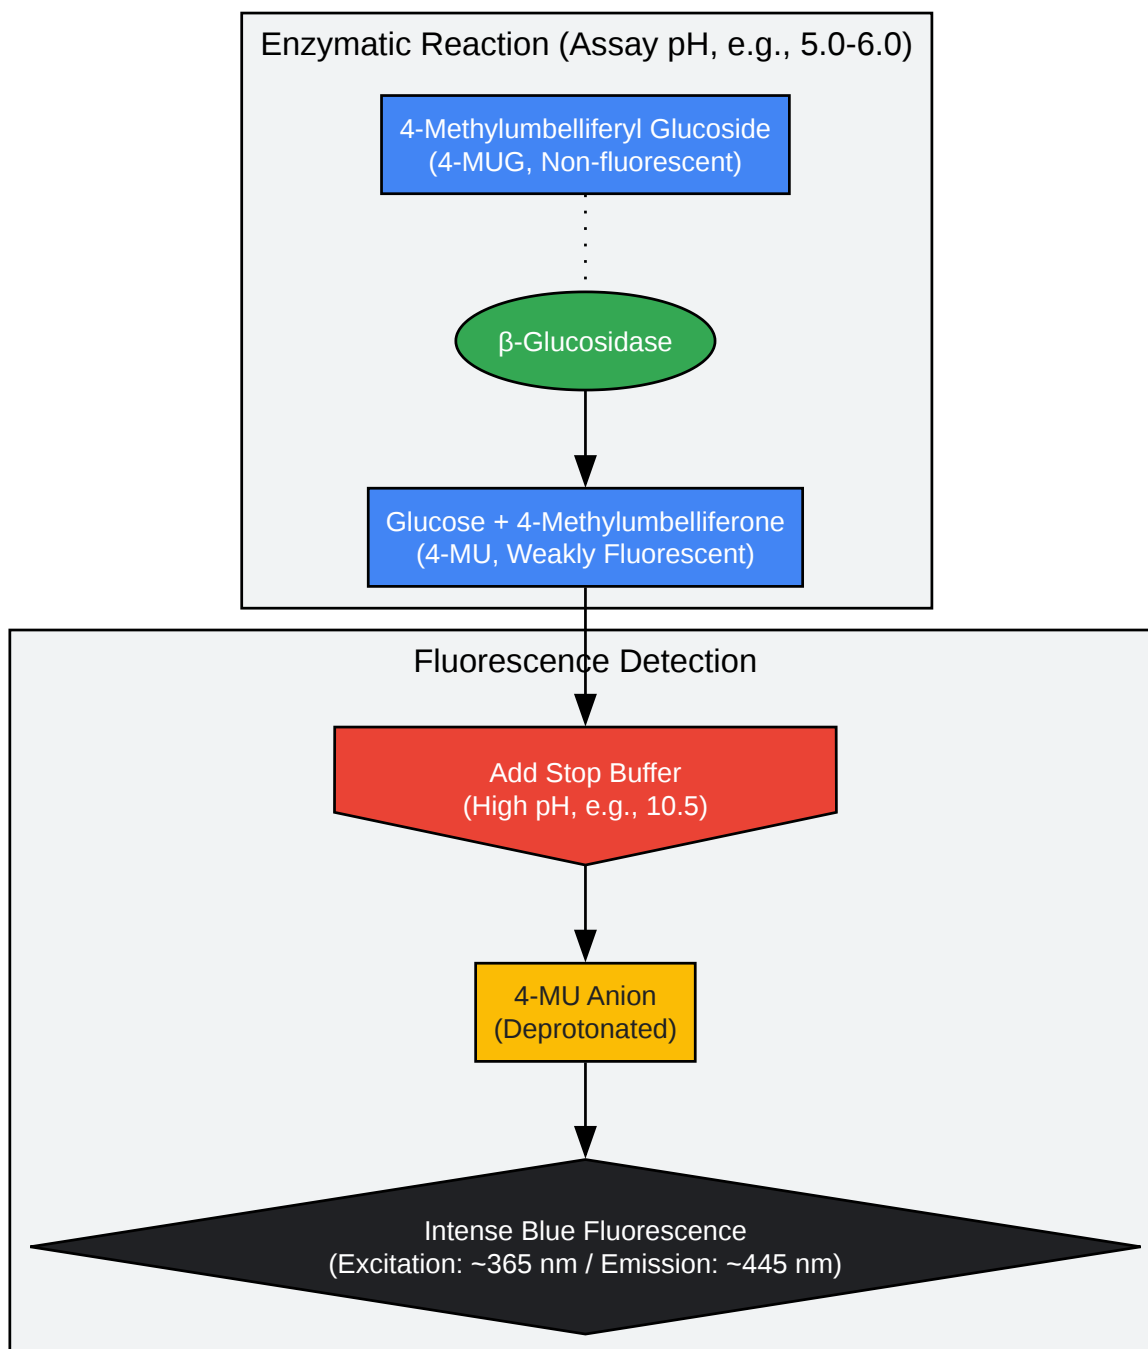 Enzymatic Reaction (Assay pH, e.g., 5.0-6.0)
4-Methylumbelliferyl Glucoside
(4-MUG, Non-fluorescent)
β-Glucosidase
Glucose + 4-Methylumbelliferone
(4-MU, Weakly Fluorescent)
Fluorescence Detection
Add Stop Buffer
(High pH, e.g., 10.5)
4-MU Anion
(Deprotonated)
Intense Blue Fluorescence
(Excitation: ~365 nm / Emission: ~445 nm)